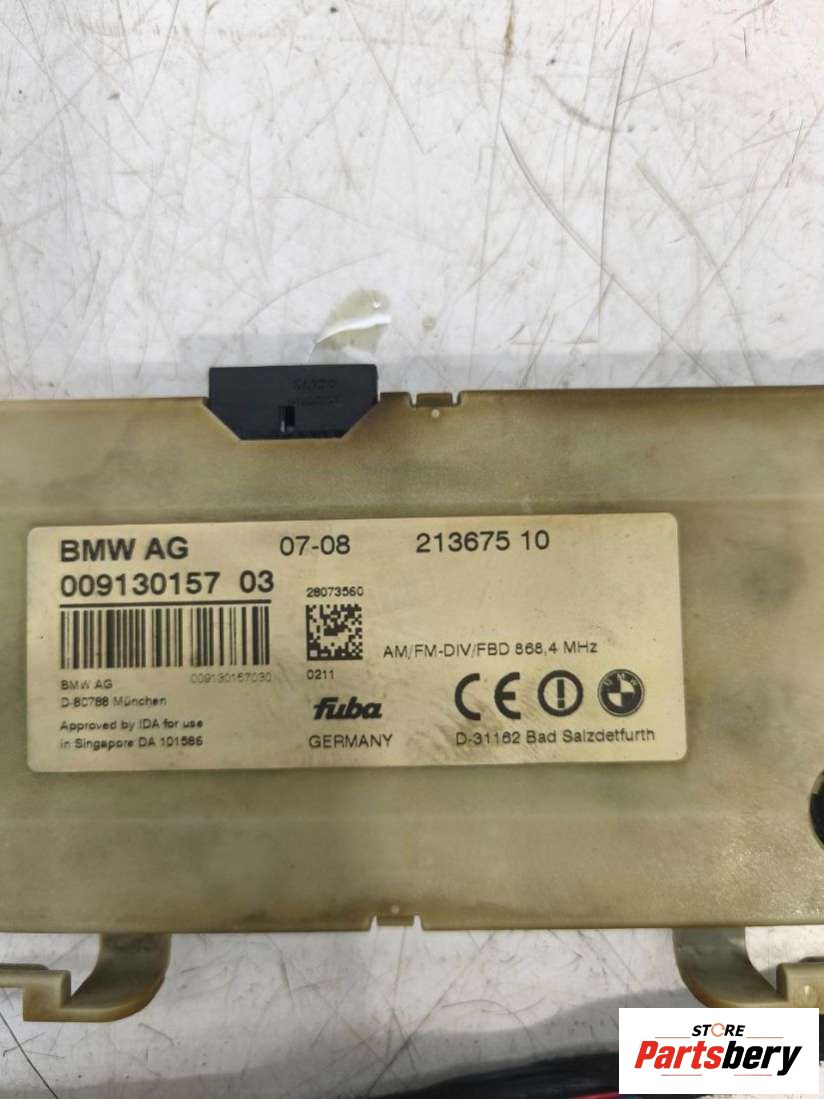 BMW AG 07-08 213675 10
009130157 03
28073560
AM/FM-DIV/FBD 868,4 MHz
BMW AG 009130157030
0211
D-80788 München
fuba
Approved by IDA for use
in Singapore DA 101586
GERMANY
CE
D-31162 Bad Salzdetfurth
STORE
Partsbery